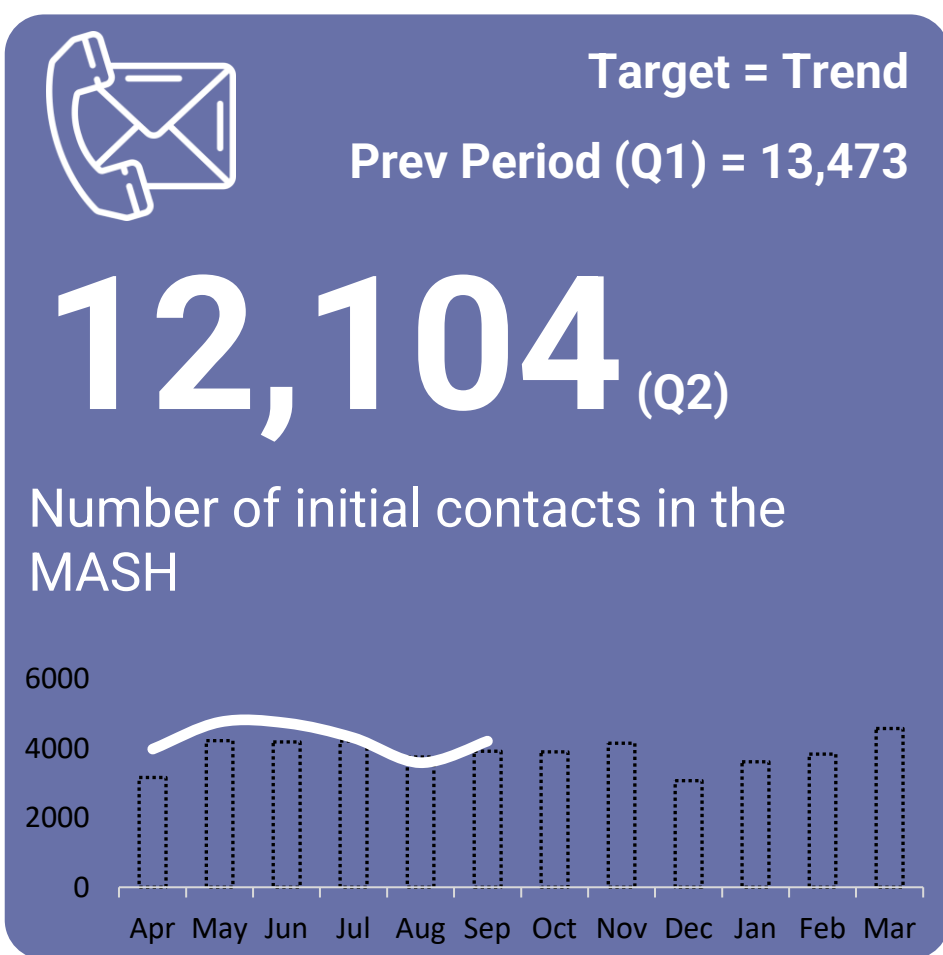 Target = Trend
Prev Period (Q1) = 13,473
12,104 (Q2)
Number of initial contacts in the
MASH
6000
4000
2000
0
Apr May Jun Jul Aug Sep Oct Nov Dec Jan Feb Mar